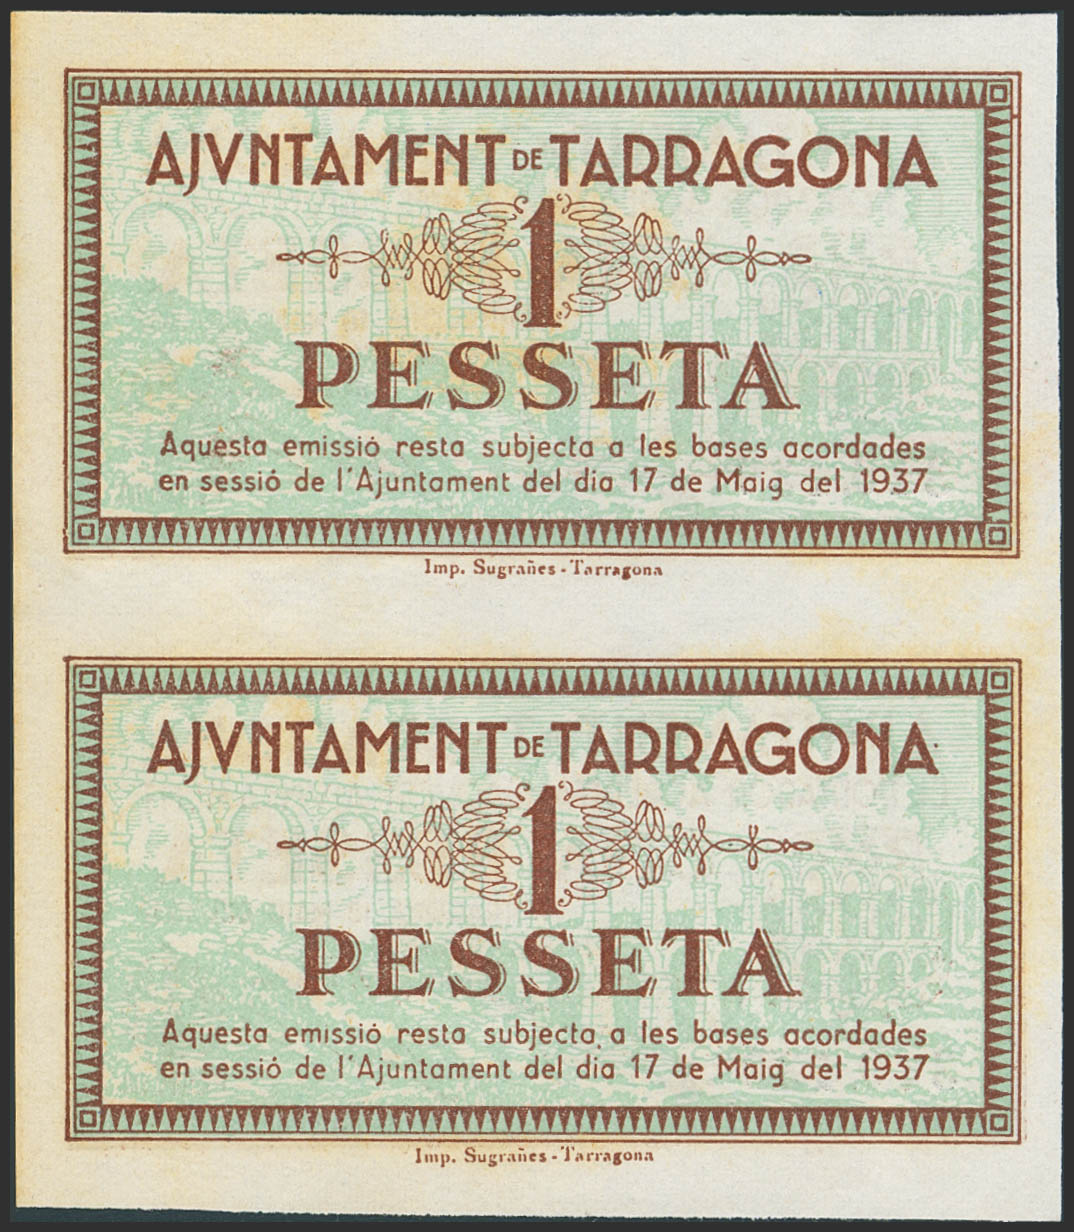 AJVNTAMENT DE TARRAGONA
1
PESSETA
Aquesta emissió resta subjecta a les bases acordades
en sessió de l'Ajuntament del dia 17 de Maig del 1937
Imp. Sugrañes - Tarragona
AJVNTAMENT DE TARRAGONA
1
PESSETA
Aquesta emissió resta subjecta a les bases acordades
en sessió de l'Ajuntament del dia 17 de Maig del 1937
Imp. Sugrañes - Tarragona